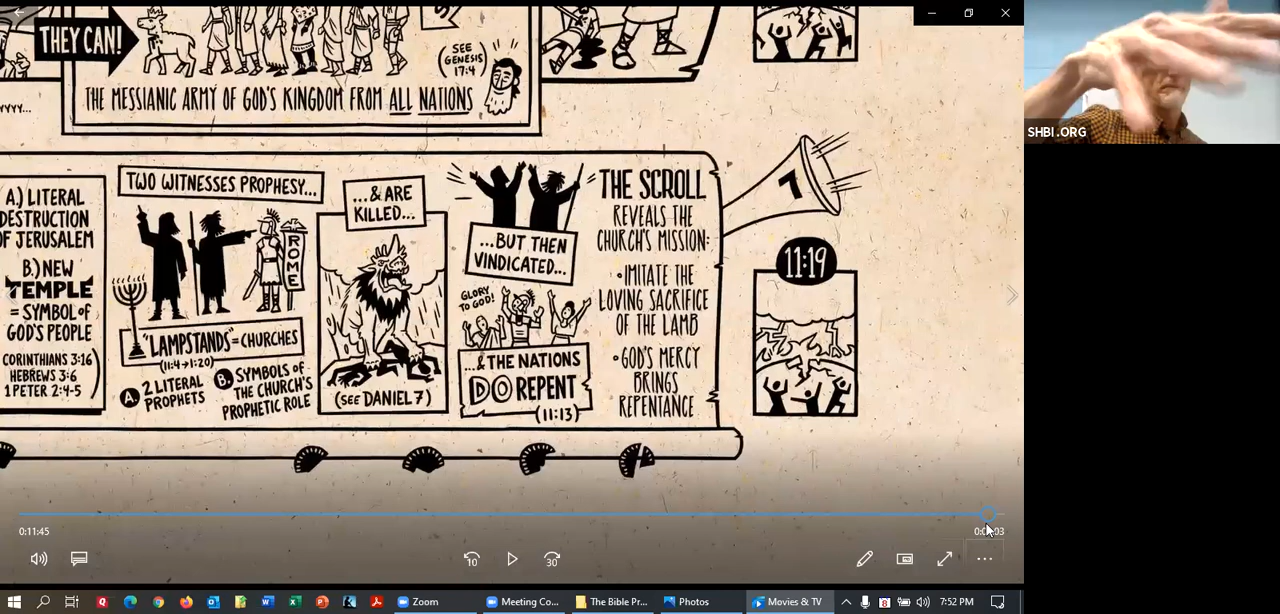 THEY CAN!
(SEE
GENESIS
17:4)
THE MESSIANIC ARMY OF GOD'S KINGDOM FROM ALL NATIONS
SHBI.ORG
A.) LITERAL
DESTRUCTION
OF JERUSALEM
B.) NEW
TEMPLE
= SYMBOL of
GOD'S PEOPLE
CORINTHIANS 3:16
HEBREWS 3:6
1 PETER 2:4-5
TWO WITNESSES PROPHESY...
ROME
"LAMPSTANDS" = CHURCHES
(11:4→1:20)
A. 2 LITERAL
PROPHETS
B. SYMBOLS of
THE CHURCH'S
PROPHETIC ROLE
...& ARE
KILLED...
(SEE DANIEL 7)
...BUT THEN
VINDICATED...
GLORY
TO GOD!
...& THE NATIONS
DO REPENT
(11:13)
THE SCROLL
REVEALS THE
CHURCH'S MISSION:
•IMITATE THE
LOVING SACRIFICE
OF THE LAMB
•GOD'S MERCY
BRINGS
REPENTANCE
7
11:19
0:11:45
10
30
Zoom
Meeting Co...
The Bible Pr...
Photos
Movies & TV
7:52 PM